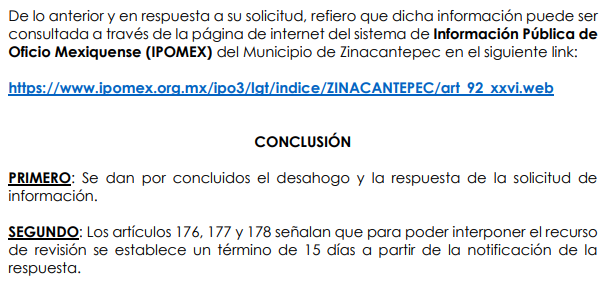 De lo anterior y en respuesta a su solicitud, refiero que dicha información puede ser
consultada a través de la página de internet del sistema de Información Pública de
Oficio Mexiquense (IPOMEX) del Municipio de Zinacantepec en el siguiente link:
https://www.ipomex.org.mx/ipo3/lgt/indice/ZINACANTEPEC/art_92_xxvi.web
CONCLUSIÓN
PRIMERO: Se dan por concluidos el desahogo y la respuesta de la solicitud de
información.
SEGUNDO: Los artículos 176, 177 y 178 señalan que para poder interponer el recurso
de revisión se establece un término de 15 días a partir de la notificación de la
respuesta.